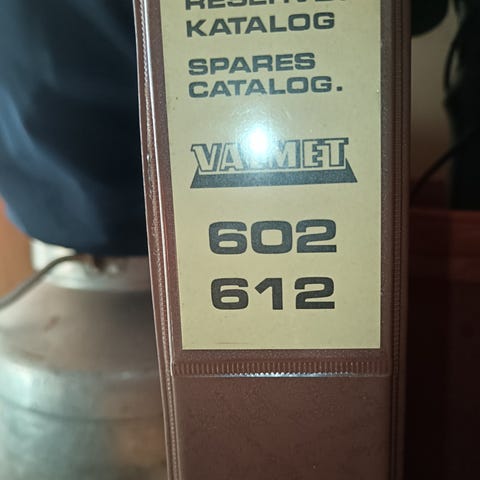 KATALOG
SPARES
CATALOG.
VALMET
602
612